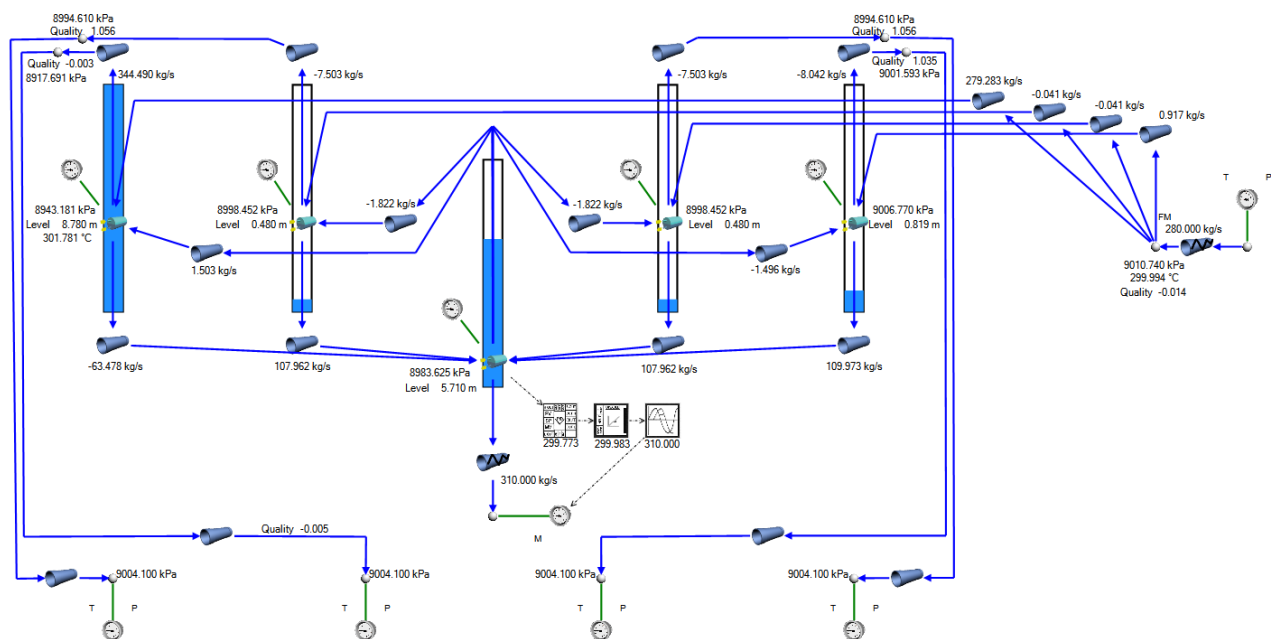 8994.610 kPa
Quality 1.056
Quality -0.003
8917.691 kPa
344.490 kg/s
-7.503 kg/s
8994.610 kPa
Quality 1.056
Quality 1.035
9001.593 kPa
-7.503 kg/s
-8.042 kg/s
279.283 kg/s
-0.041 kg/s
-0.041 kg/s
0.917 kg/s
T P
8943.181 kPa
Level 8.780 m
301.781 °C
8998.452 kPa
Level 0.480 m
-1.822 kg/s
-1.822 kg/s
8998.452 kPa
Level 0.480 m
9006.770 kPa
Level 0.819 m
FM
280.000 kg/s
1.503 kg/s
-1.496 kg/s
9010.740 kPa
299.994 °C
Quality -0.014
-63.478 kg/s
107.962 kg/s
8983.625 kPa
Level 5.710 m
107.962 kg/s
109.973 kg/s
299.773
299.983
310.000
310.000 kg/s
M
Quality -0.005
9004.100 kPa
9004.100 kPa
9004.100 kPa
9004.100 kPa
T P
T P
T P
T P